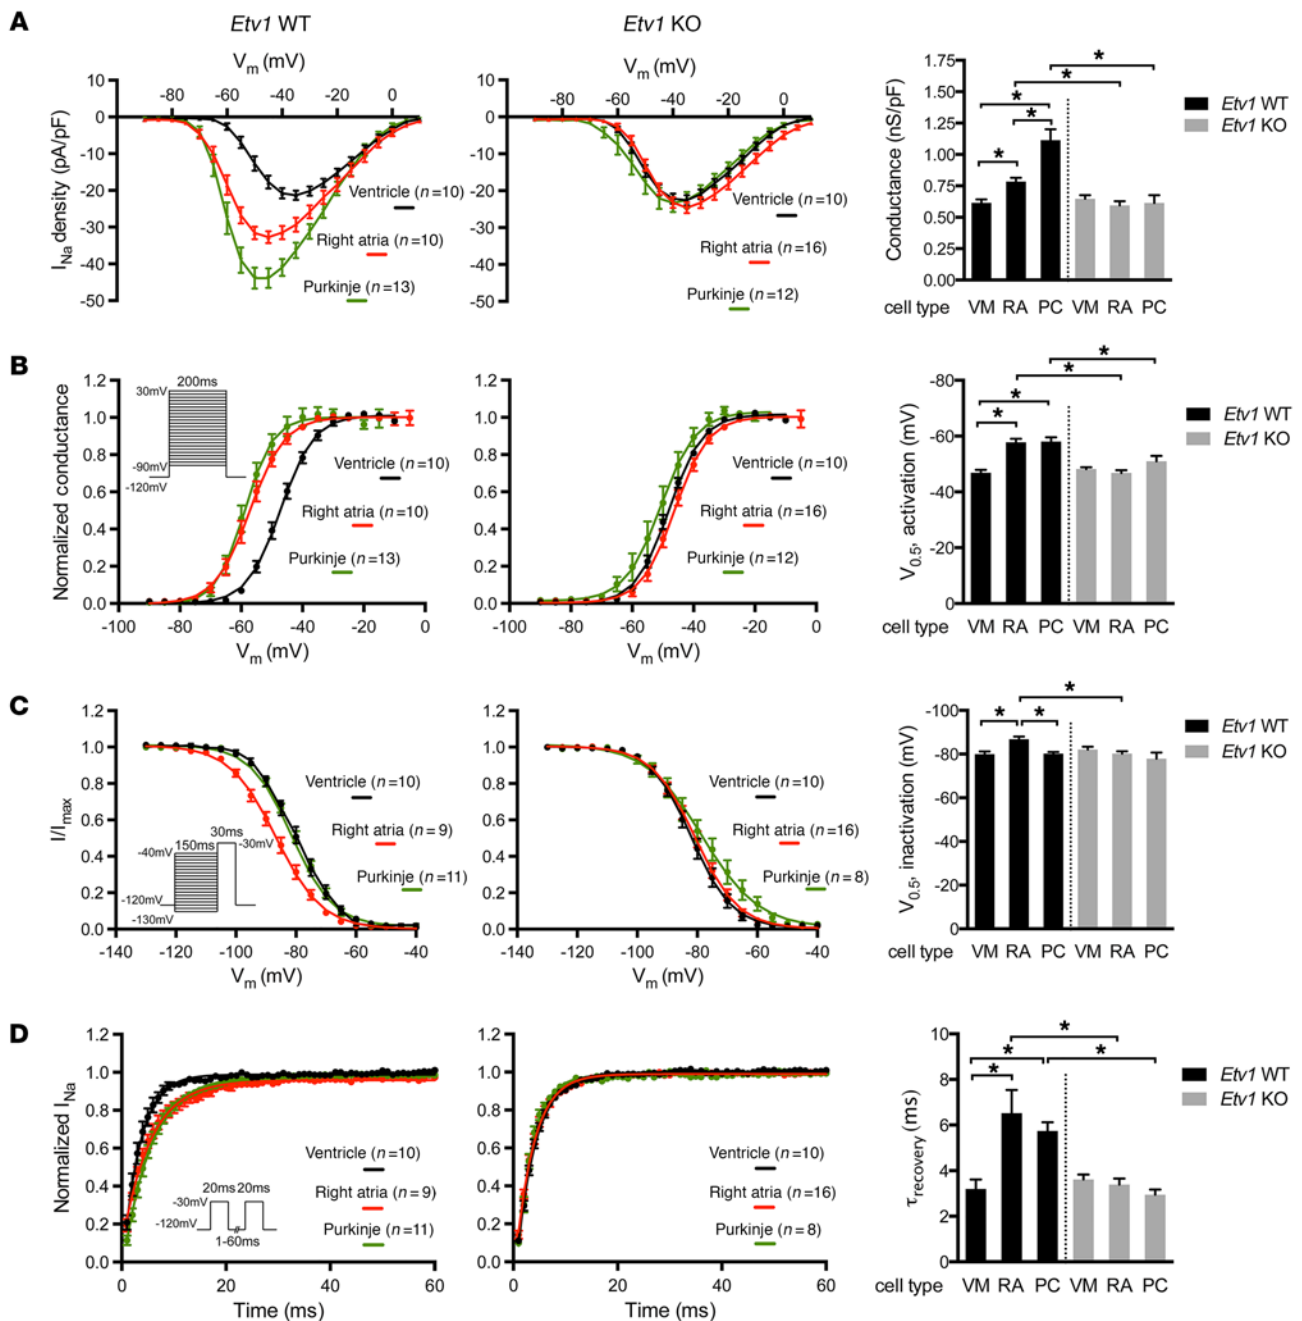 A
Etv1 WT
Etv1 KO
Vm (mV)
Vm (mV)
-80 -60 -40 -20 0
-80 -60 -40 -20 0
10
0
-10
-20
-30
-40
-50
INa density (pA/pF)
Ventricle (n=10)
Right atria (n=10)
Purkinje (n=13)
10
0
-10
-20
-30
-40
-50
Ventricle (n=10)
Right atria (n=16)
Purkinje (n=12)
Conductance (nS/pF)
1.75
1.50
1.25
1.00
0.75
0.50
0.25
0.00
* * * * *
Etv1 WT
Etv1 KO
cell type VM RA PC VM RA PC
B
Normalized conductance
1.2
1.0
0.8
0.6
0.4
0.2
0.0
200ms
30mV
-90mV
-120mV
Ventricle (n=10)
Right atria (n=10)
Purkinje (n=13)
-100 -80 -60 -40 -20 0
Vm (mV)
1.2
1.0
0.8
0.6
0.4
0.2
0.0
Ventricle (n=10)
Right atria (n=16)
Purkinje (n=12)
-100 -80 -60 -40 -20 0
Vm (mV)
V0.5, activation (mV)
-80
-60
-40
-20
0
* * * *
Etv1 WT
Etv1 KO
cell type VM RA PC VM RA PC
C
I/Imax
1.2
1.0
0.8
0.6
0.4
0.2
0.0
Ventricle (n=10)
Right atria (n=9)
Purkinje (n=11)
30ms
150ms
-40mV
-30mV
-120mV
-130mV
-140 -120 -100 -80 -60 -40
Vm (mV)
1.2
1.0
0.8
0.6
0.4
0.2
0.0
Ventricle (n=10)
Right atria (n=16)
Purkinje (n=8)
-140 -120 -100 -80 -60 -40
Vm (mV)
V0.5, inactivation (mV)
-100
-80
-60
-40
-20
0
* * *
Etv1 WT
Etv1 KO
cell type VM RA PC VM RA PC
D
Normalized INa
1.2
1.0
0.8
0.6
0.4
0.2
0.0
Ventricle (n=10)
Right atria (n=9)
Purkinje (n=11)
20ms 20ms
-30mV
-120mV
1-60ms
0 20 40 60
Time (ms)
1.2
1.0
0.8
0.6
0.4
0.2
0.0
Ventricle (n=10)
Right atria (n=16)
Purkinje (n=8)
0 20 40 60
Time (ms)
τrecovery (ms)
10
8
6
4
2
0
* * * *
Etv1 WT
Etv1 KO
cell type VM RA PC VM RA PC